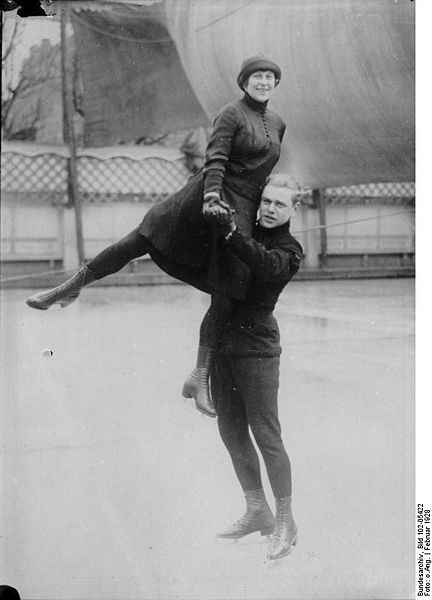 Bundesarchiv, Bild 102-05422
Foto: o.Ang. | Februar 1928